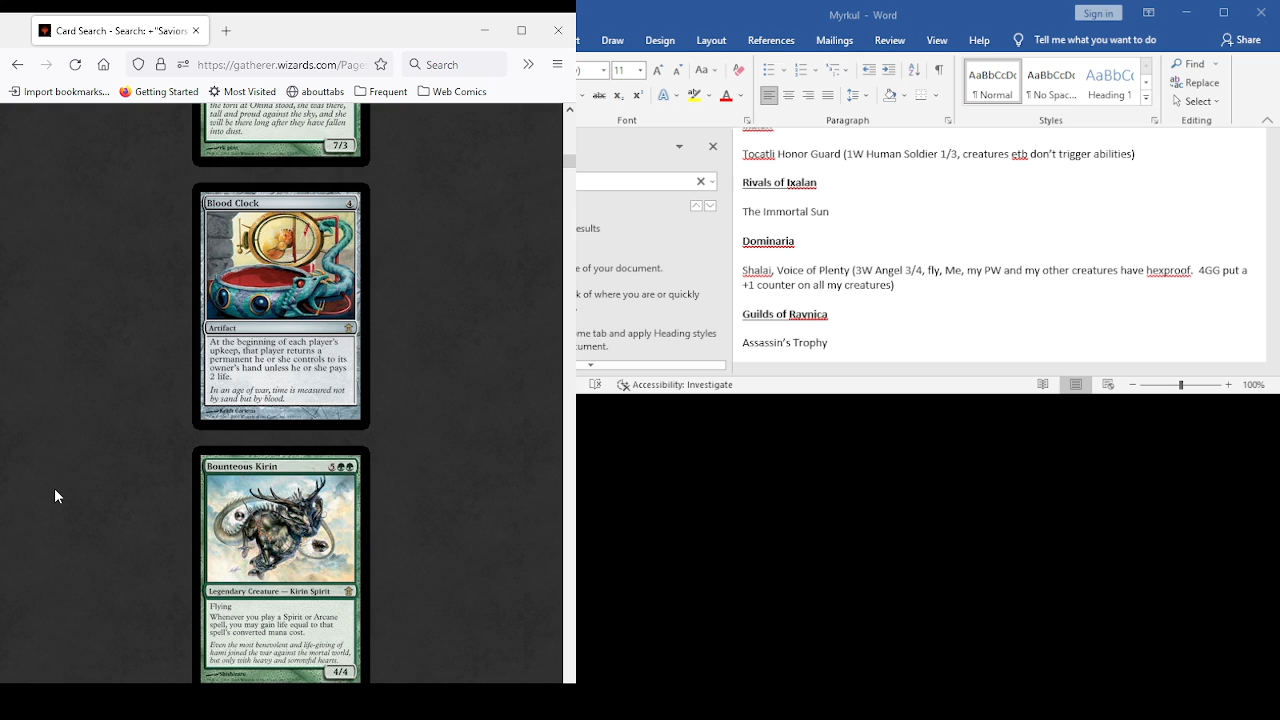 Card Search - Search: +"Saviors
https://gatherer.wizards.com/Page
Search
Import bookmarks...
Getting Started
Most Visited
abouttabs
Frequent
Web Comics
the torii at Ohina stood, she was there,
tall and proud against the sky, and she
will be there long after they have fallen
into dust.
7/3
Blood Clock 4
Artifact
At the beginning of each player's
upkeep, that player returns a
permanent he or she controls to its
owner's hand unless he or she pays
2 life.
In an age of war, time is measured not
by sand but by blood.
Keith Garletts
Bounteous Kirin 5
Legendary Creature — Kirin Spirit
Flying
Whenever you play a Spirit or Arcane
spell, you may gain life equal to that
spell's converted mana cost.
Even the most benevolent and life-giving of
kami joined the war against the mortal world,
but only with heavy and sorrowful hearts.
Shishizaru
4/4
Myrkul - Word
Sign in
Draw Design Layout References Mailings Review View Help Tell me what you want to do Share
11 Aa
abc x₂ x² A ab A
AaBbCcDc AaBbCcDc AaBbCc
¶ Normal ¶ No Spac... Heading 1
Find
Replace
Select
Font Paragraph Styles Editing
esults
e of your document.
k of where you are or quickly
me tab and apply Heading styles
cument.
Tocatli Honor Guard (1W Human Soldier 1/3, creatures etb don't trigger abilities)
Rivals of Ixalan
The Immortal Sun
Dominaria
Shalai, Voice of Plenty (3W Angel 3/4, fly, Me, my PW and my other creatures have hexproof. 4GG put a
+1 counter on all my creatures)
Guilds of Ravnica
Assassin's Trophy
Accessibility: Investigate
100%